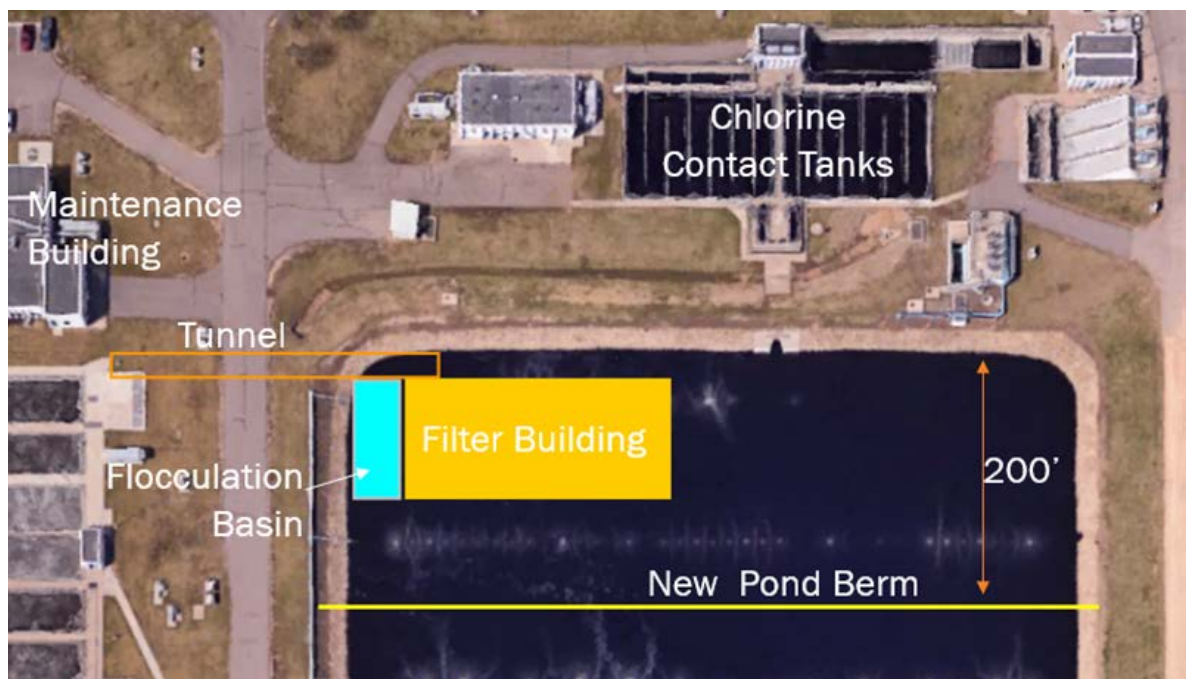 Chlorine
Contact Tanks
Maintenance
Building
Tunnel
Filter Building
Flocculation
Basin
200’
New Pond Berm